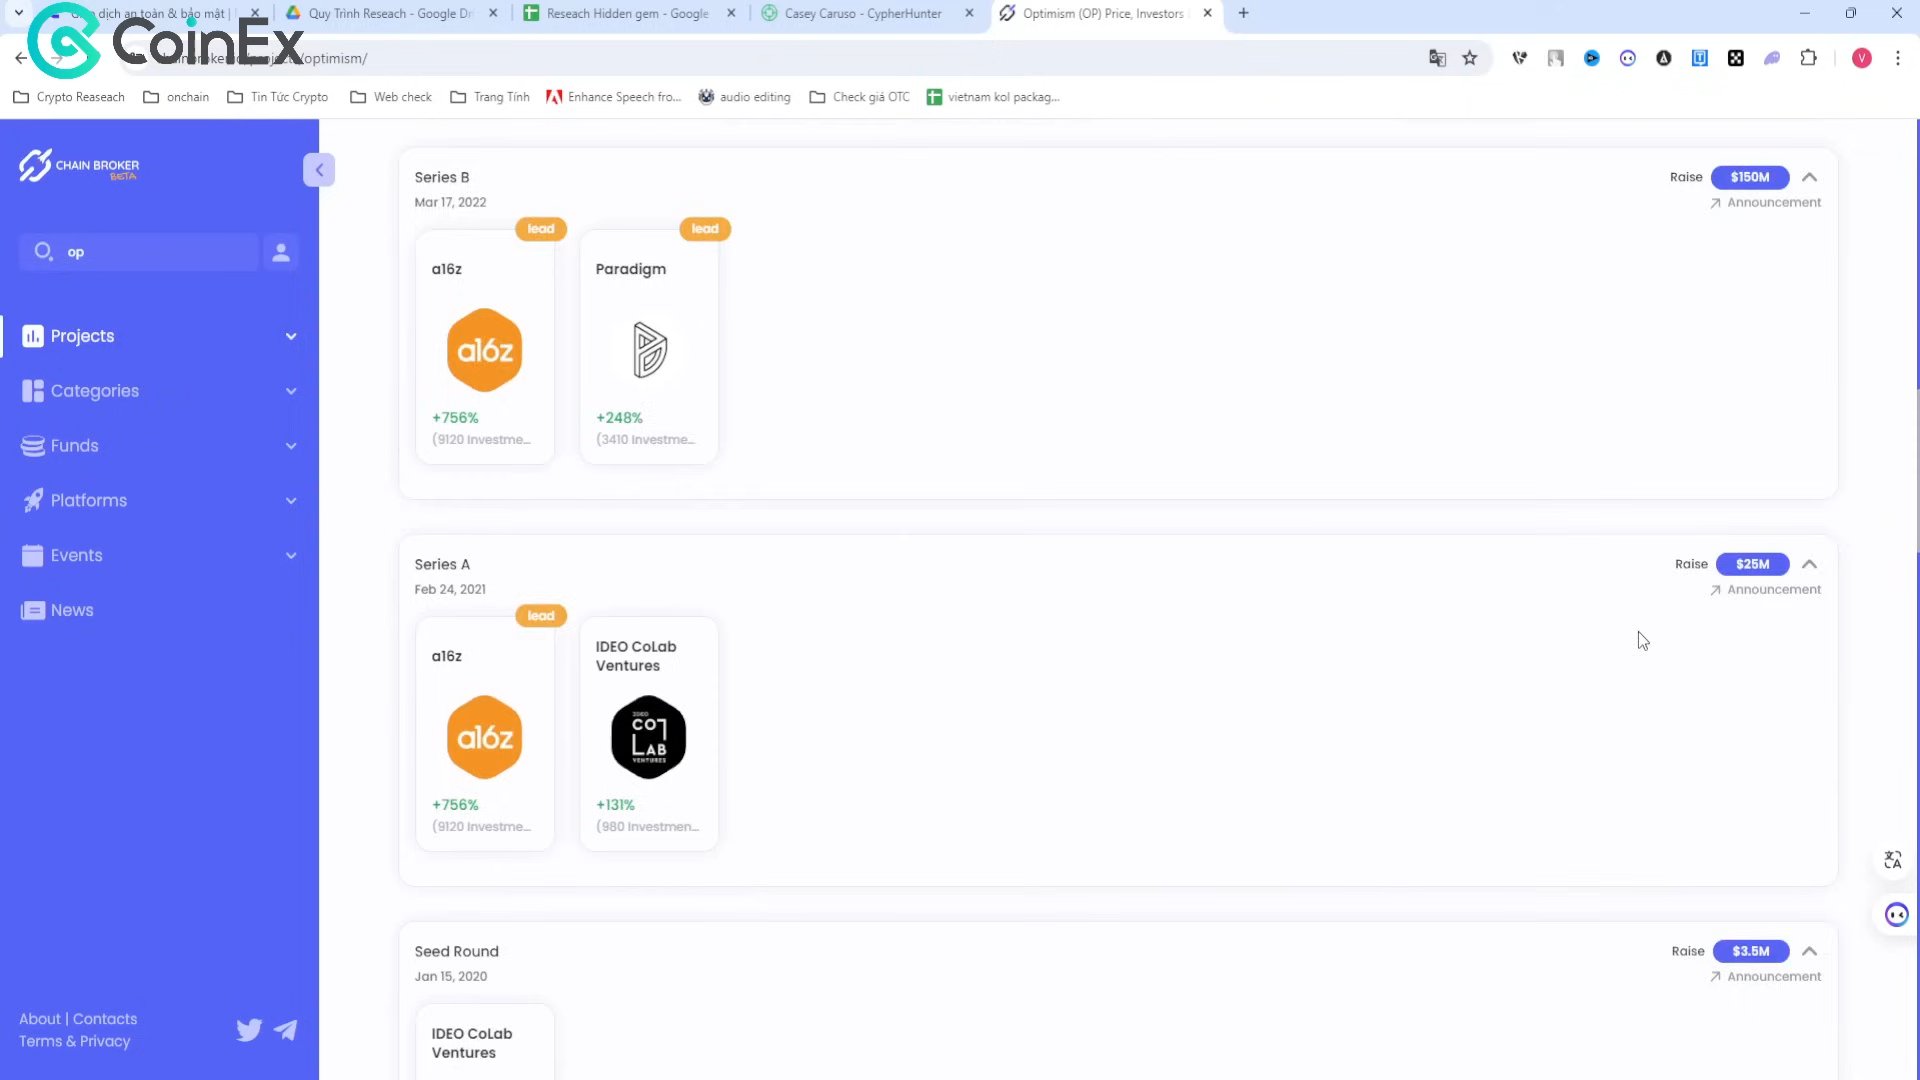 Giao dịch an toàn & bảo mật |
Quy Trình Reseach - Google Dri
Reseach Hidden gem - Google
Casey Caruso - CypherHunter
Optimism (OP) Price, Investors
CoinEx
/optimism/
Crypto Reaseach
onchain
Tin Tức Crypto
Web check
Trang Tính
Enhance Speech fro...
audio editing
Check giá OTC
vietnam kol packag...
CHAIN BROKER
BETA
op
Projects
Categories
Funds
Platforms
Events
News
About | Contacts
Terms & Privacy
Series B
Raise $150M
Mar 17, 2022
Announcement
lead
lead
a16z
Paradigm
a16z
+756%
+248%
(9120 Investme...
(3410 Investme...
Series A
Raise $25M
Feb 24, 2021
Announcement
lead
a16z
IDEO CoLab
Ventures
a16z
CO
LAB
VENTURES
+756%
+131%
(9120 Investme...
(980 Investmen...
Seed Round
Raise $3.5M
Jan 15, 2020
Announcement
IDEO CoLab
Ventures